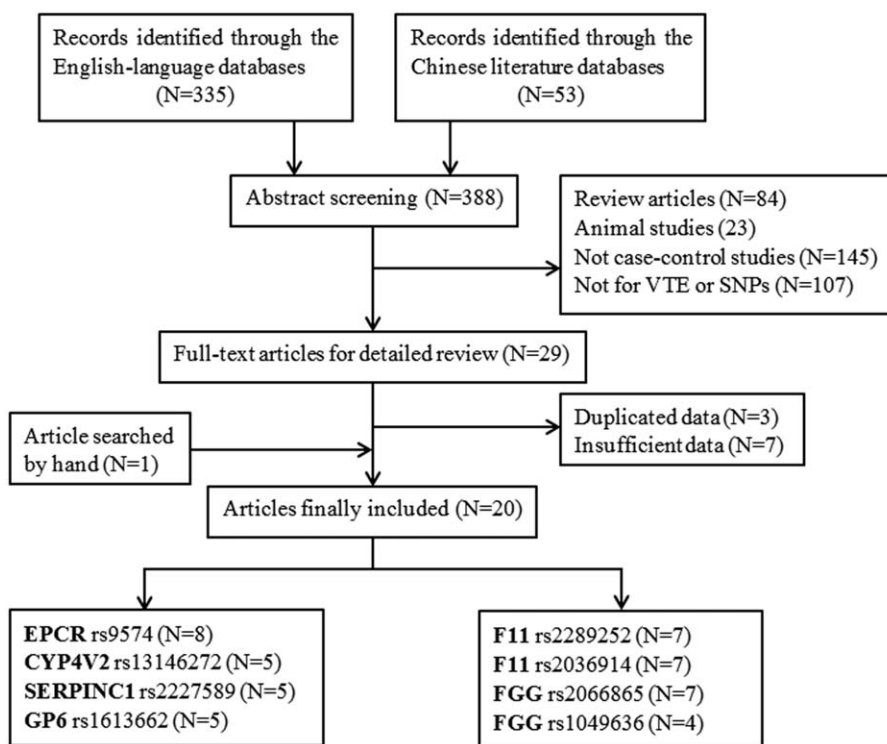 Records identified through the
English-language databases
(N=335)
Records identified through the
Chinese literature databases
(N=53)
Abstract screening (N=388)
Review articles (N=84)
Animal studies (23)
Not case-control studies (N=145)
Not for VTE or SNPs (N=107)
Full-text articles for detailed review (N=29)
Duplicated data (N=3)
Insufficient data (N=7)
Article searched
by hand (N=1)
Articles finally included (N=20)
EPCR rs9574 (N=8)
CYP4V2 rs13146272 (N=5)
SERPINC1 rs2227589 (N=5)
GP6 rs1613662 (N=5)
F11 rs2289252 (N=7)
F11 rs2036914 (N=7)
FGG rs2066865 (N=7)
FGG rs1049636 (N=4)